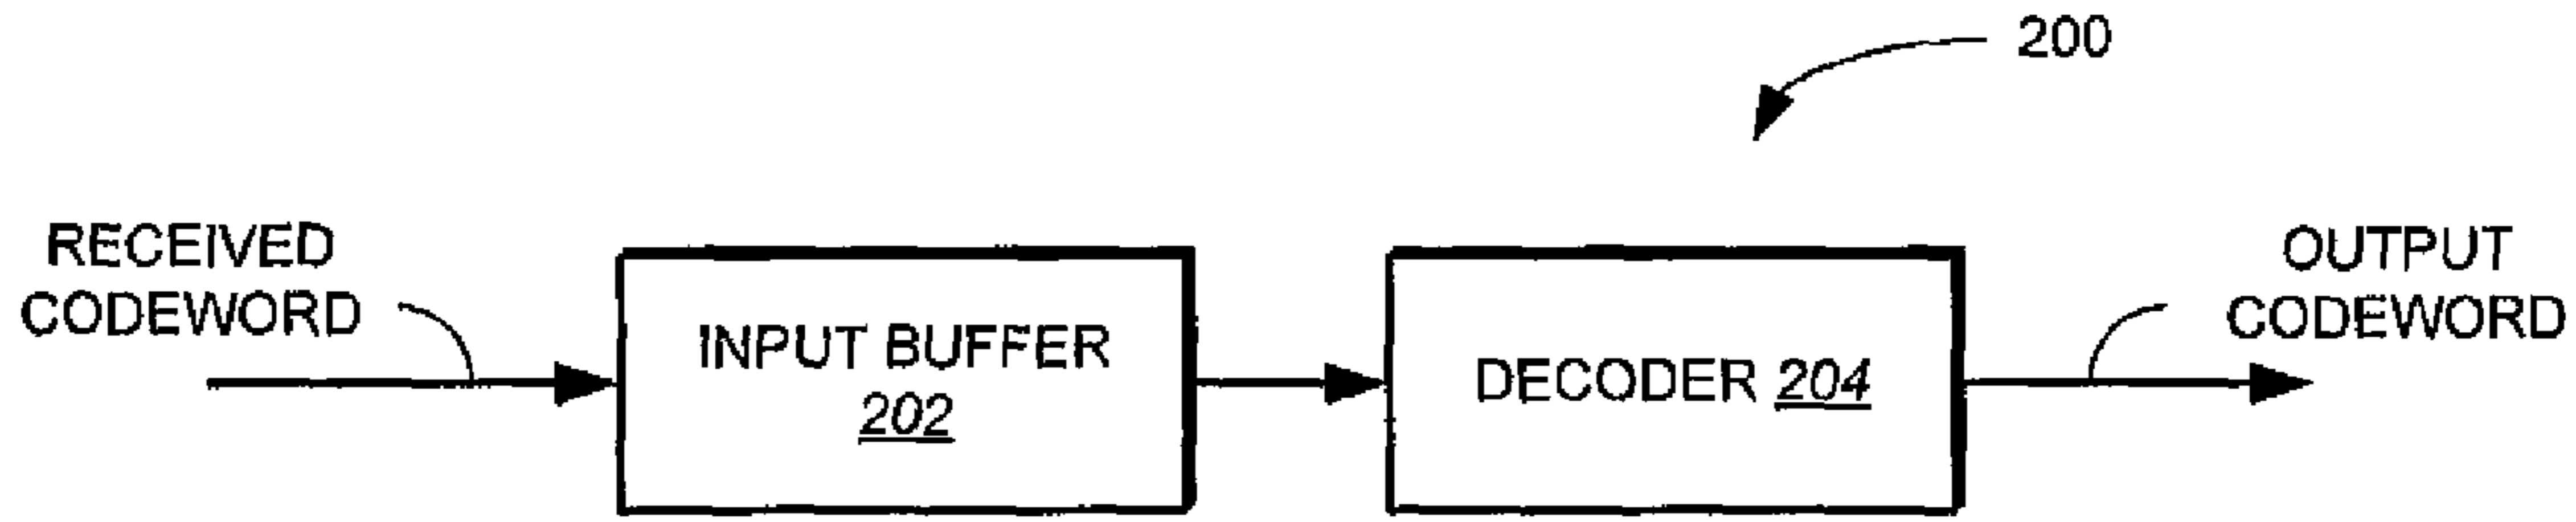 200
RECEIVED
CODEWORD
INPUT BUFFER
202
DECODER 204
OUTPUT
CODEWORD